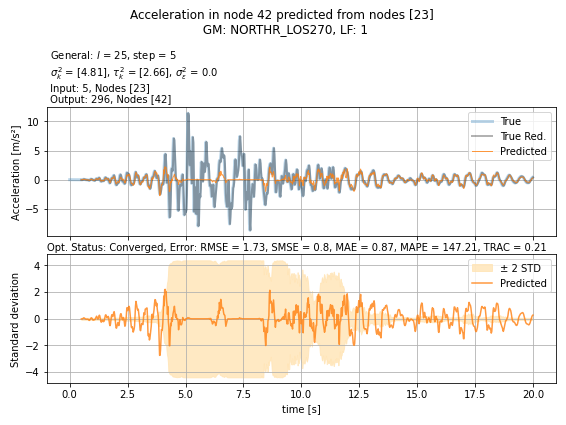 Acceleration in node 42 predicted from nodes [23]
GM: NORTHR_LOS270, LF: 1
General: l = 25, step = 5
σ²ₖ = [4.81], τ²ₖ = [2.66], σ²ε = 0.0
Input: 5, Nodes [23]
Output: 296, Nodes [42]
10
5
0
−5
Acceleration [m/s²]
True
True Red.
Predicted
Opt. Status: Converged, Error: RMSE = 1.73, SMSE = 0.8, MAE = 0.87, MAPE = 147.21, TRAC = 0.21
4
2
0
−2
−4
Standard deviation
± 2 STD
Predicted
0.0 2.5 5.0 7.5 10.0 12.5 15.0 17.5 20.0
time [s]